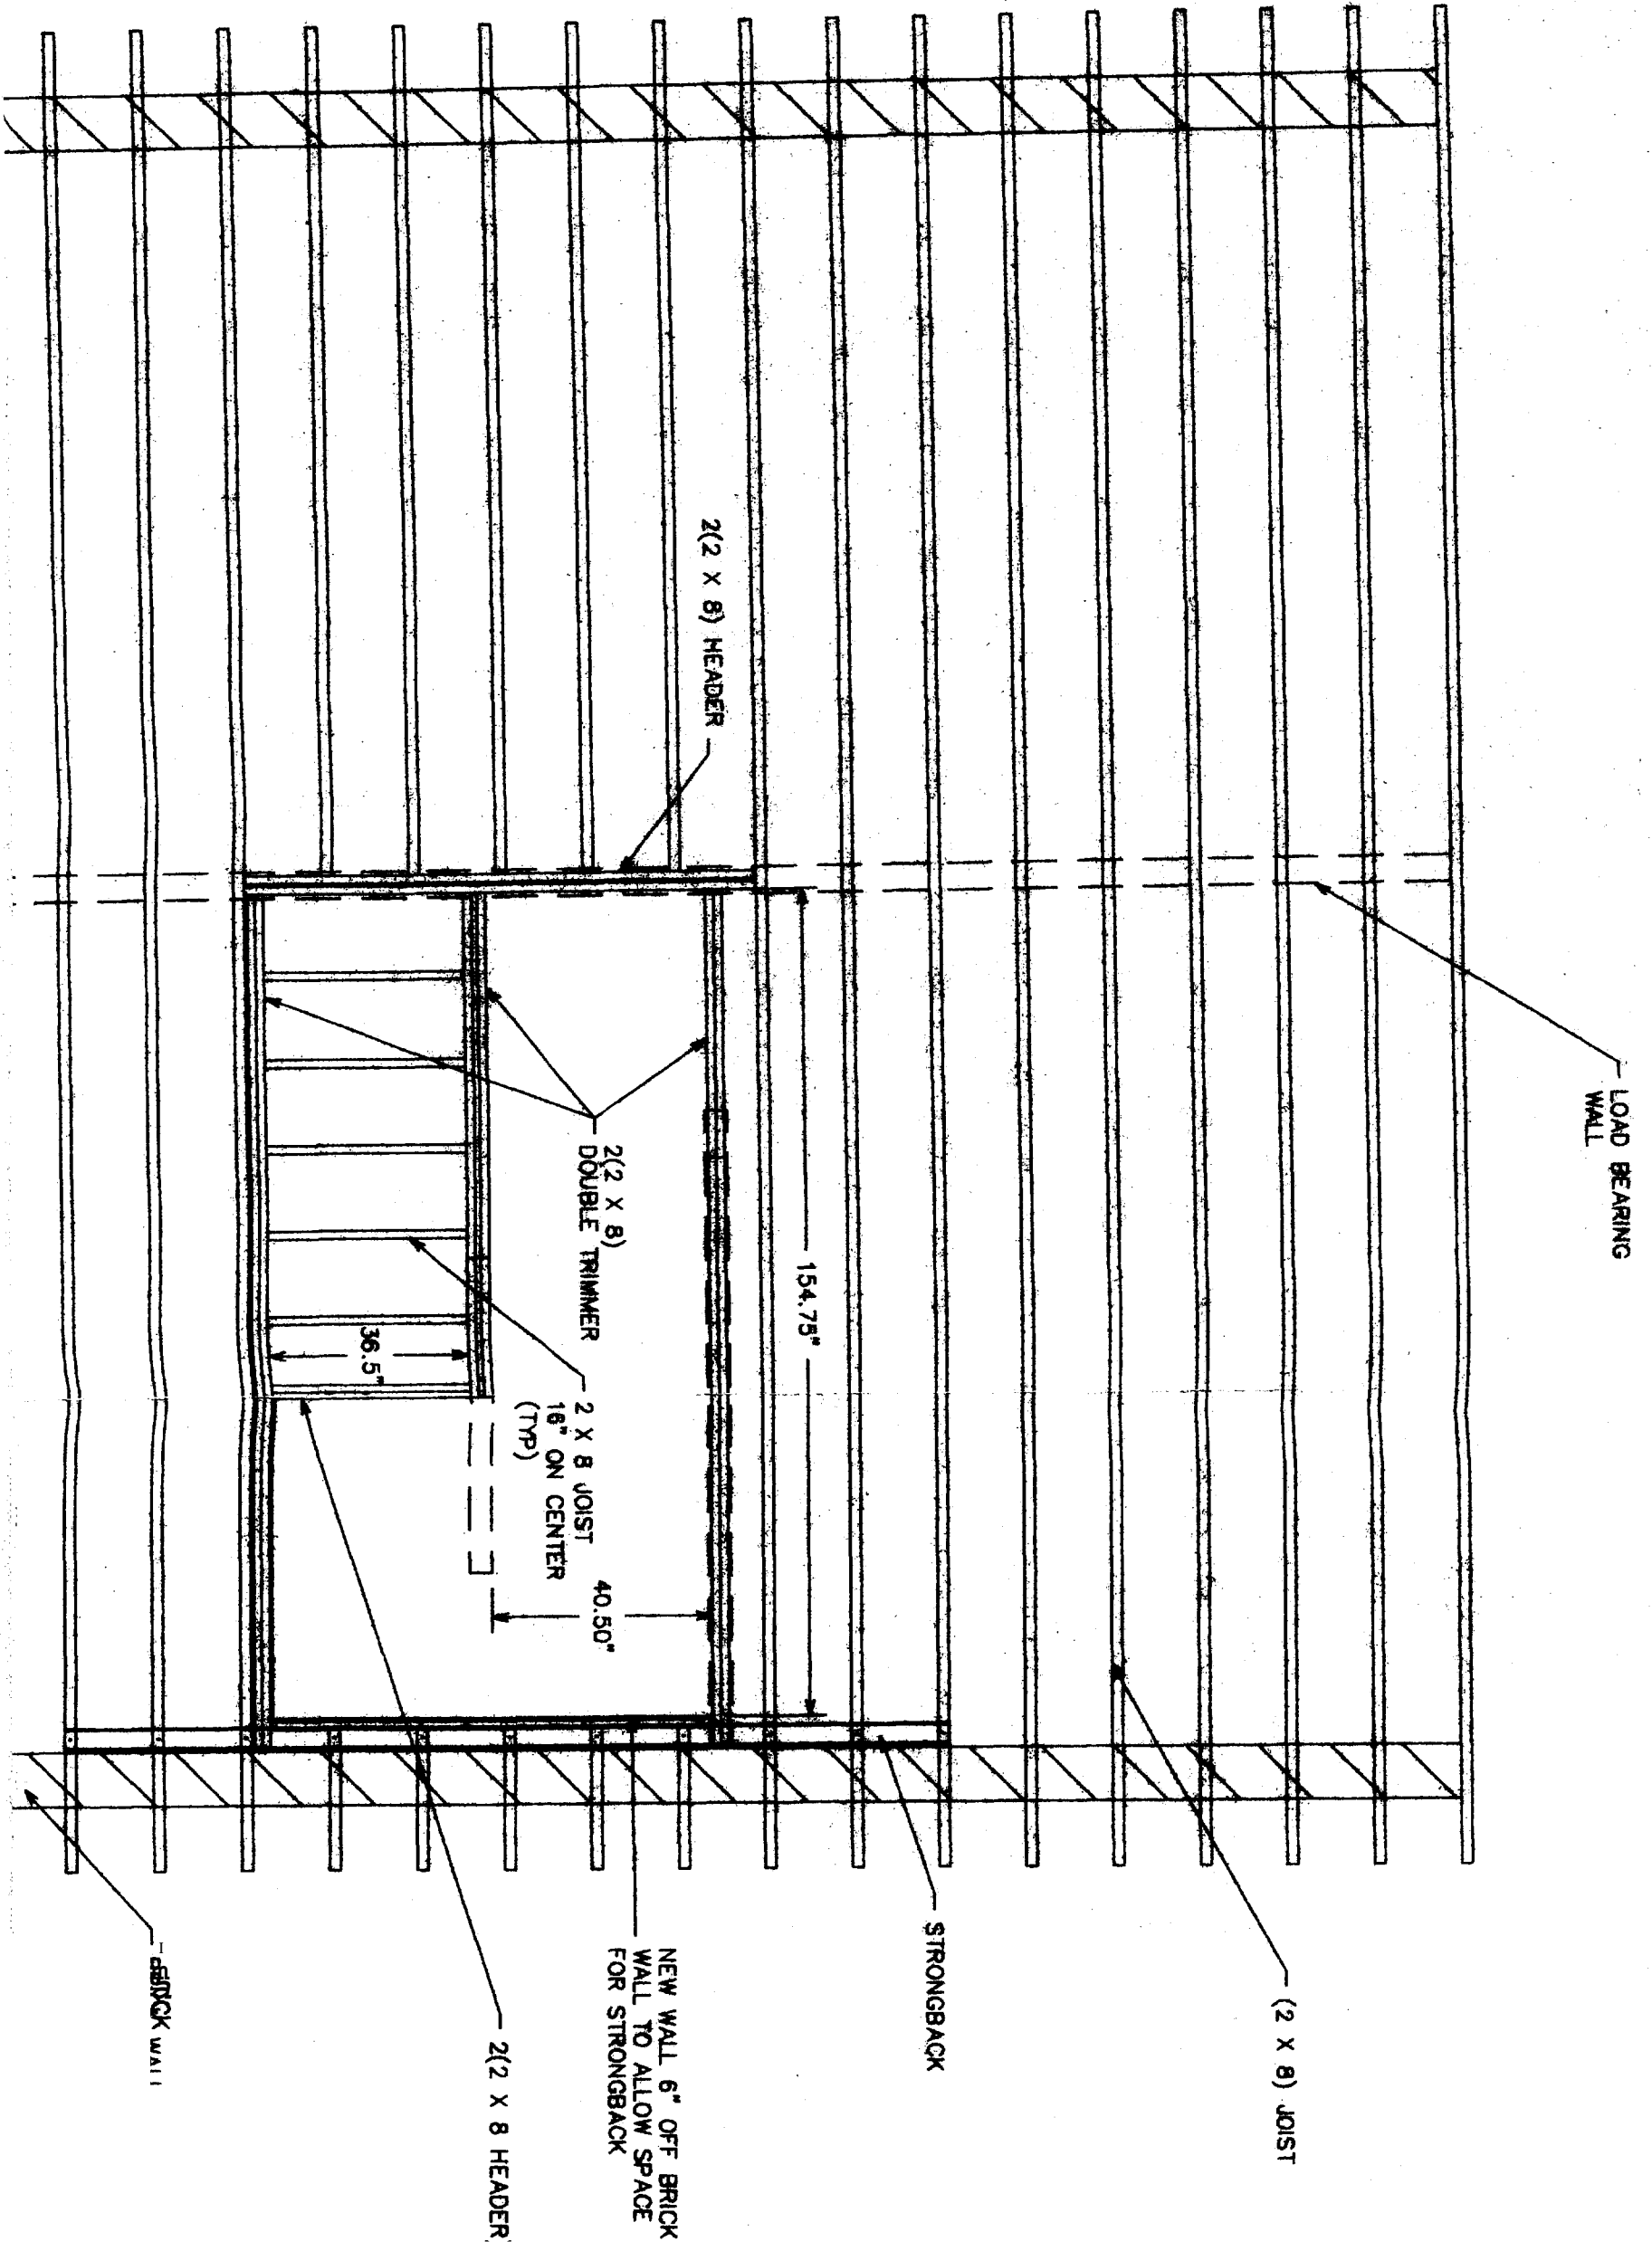 LOAD BEARING
WALL
(2 X 8) JOIST
STRONGBACK
154.75"
2(2 X 8) HEADER
40.50"
NEW WALL 6" OFF BRICK
WALL TO ALLOW SPACE
FOR STRONGBACK
2(2 X 8)
DOUBLE TRIMMER
2 X 8 JOIST
16" ON CENTER
(TYP)
2(2 X 8 HEADER
36.5"
WALL